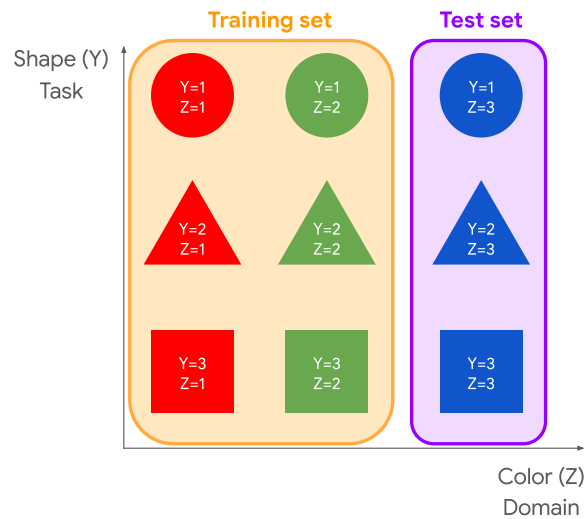 Training set
Test set
Shape (Y)
Task
Y=1
Z=1
Y=1
Z=2
Y=1
Z=3
Y=2
Z=1
Y=2
Z=2
Y=2
Z=3
Y=3
Z=1
Y=3
Z=2
Y=3
Z=3
Color (Z)
Domain